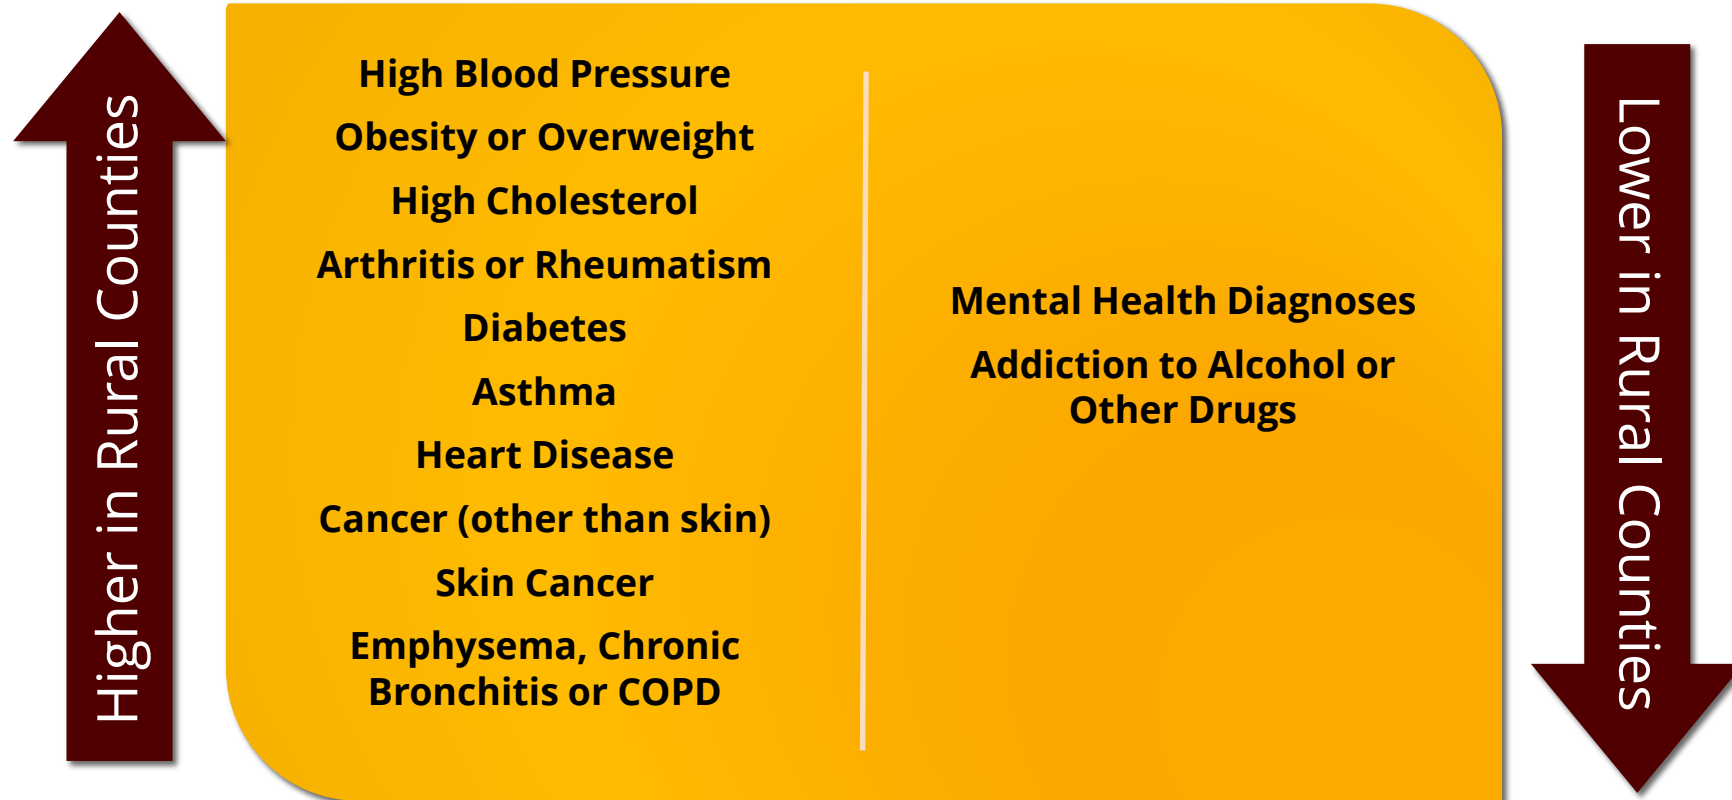 Higher in Rural Counties
High Blood Pressure
Obesity or Overweight
High Cholesterol
Arthritis or Rheumatism
Diabetes
Asthma
Heart Disease
Cancer (other than skin)
Skin Cancer
Emphysema, Chronic
Bronchitis or COPD
Mental Health Diagnoses
Addiction to Alcohol or
Other Drugs
Lower in Rural Counties